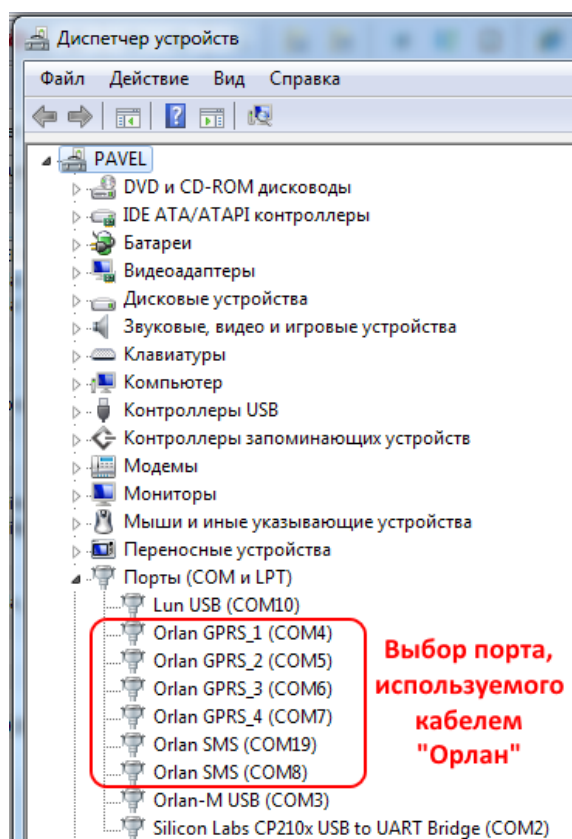 Диспетчер устройств
Файл Действие Вид Справка
PAVEL
DVD и CD-ROM дисководы
IDE ATA/ATAPI контроллеры
Батареи
Видеоадаптеры
Дисковые устройства
Звуковые, видео и игровые устройства
Клавиатуры
Компьютер
Контроллеры USB
Контроллеры запоминающих устройств
Модемы
Мониторы
Мыши и иные указывающие устройства
Переносные устройства
Порты (COM и LPT)
Lun USB (COM10)
Orlan GPRS_1 (COM4)
Orlan GPRS_2 (COM5)
Orlan GPRS_3 (COM6)
Orlan GPRS_4 (COM7)
Orlan SMS (COM19)
Orlan SMS (COM8)
Orlan-M USB (COM3)
Silicon Labs CP210x USB to UART Bridge (COM2)
Выбор порта,
используемого
кабелем
"Орлан"